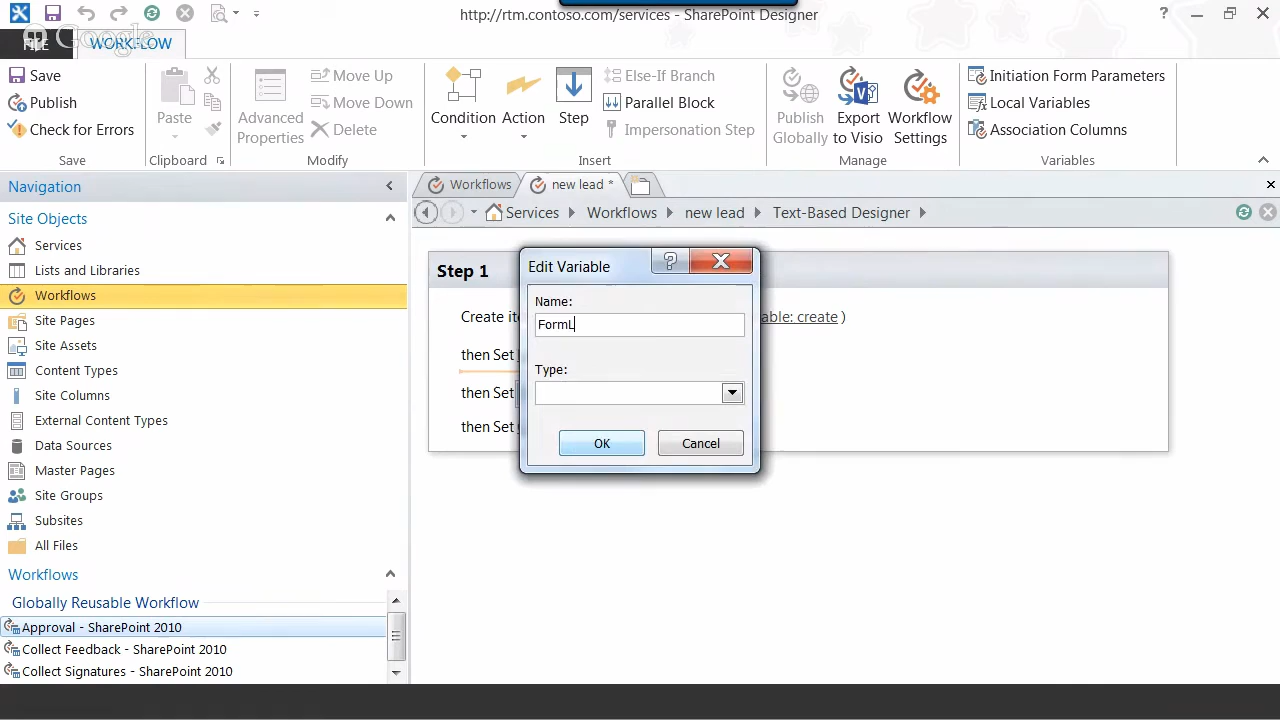 http://rtm.contoso.com/services - SharePoint Designer
Google
FILE
WORKFLOW
Save
Publish
Check for Errors
Save
Paste
Clipboard
Advanced
Properties
Move Up
Move Down
Delete
Modify
Condition
Action
Step
Else-If Branch
Parallel Block
Impersonation Step
Insert
Publish
Globally
Export
to Visio
Workflow
Settings
Manage
Initiation Form Parameters
Local Variables
Association Columns
Variables
Navigation
Site Objects
Services
Lists and Libraries
Workflows
Site Pages
Site Assets
Content Types
Site Columns
External Content Types
Data Sources
Master Pages
Site Groups
Subsites
All Files
Workflows
Globally Reusable Workflow
Approval - SharePoint 2010
Collect Feedback - SharePoint 2010
Collect Signatures - SharePoint 2010
Workflows
new lead *
Services
Workflows
new lead
Text-Based Designer
Step 1
Create
able: create )
then Set
then Set
then Set
Edit Variable
?
Name:
FormL
Type:
OK
Cancel